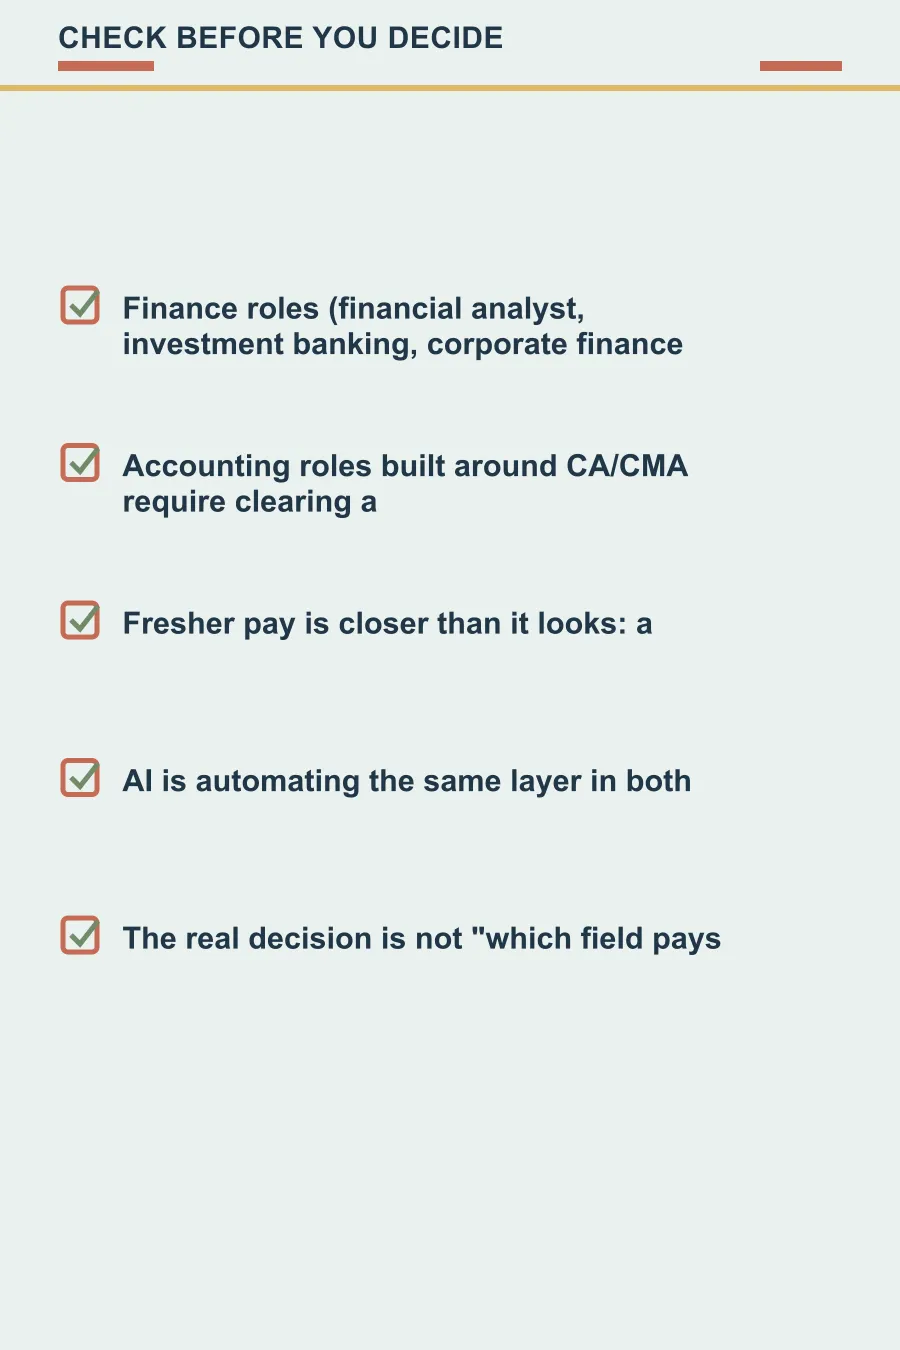 CHECK BEFORE YOU DECIDE
Finance roles (financial analyst,
investment banking, corporate finance
Accounting roles built around CA/CMA
require clearing a
Fresher pay is closer than it looks: a
AI is automating the same layer in both
The real decision is not "which field pays